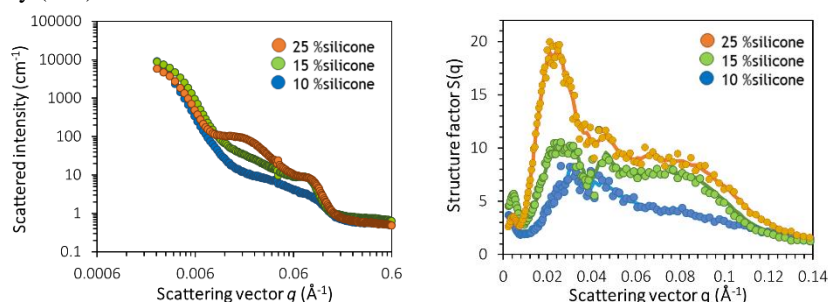 100000
10000
1000
100
10
1
0.1
Scattered intensity (cm-1)
25 %silicone
15 %silicone
10 %silicone
0.0006
0.006
0.06
0.6
Scattering vector q (Å-1)
25
20
15
10
5
0
Structure factor S(q)
25 %silicone
15 %silicone
10 %silicone
0
0.02
0.04
0.06
0.08
0.1
0.12
0.14
Scattering vector q (Å-1)